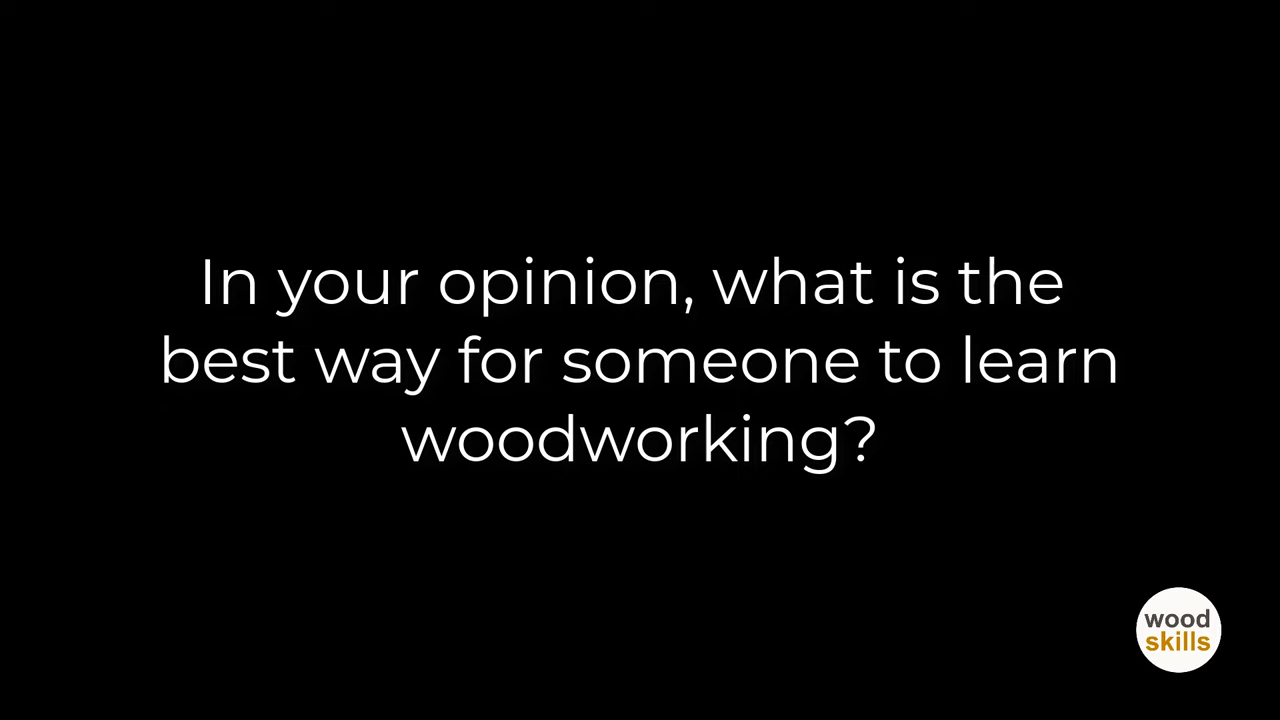 In your opinion, what is the
best way for someone to learn
woodworking?
wood
skills